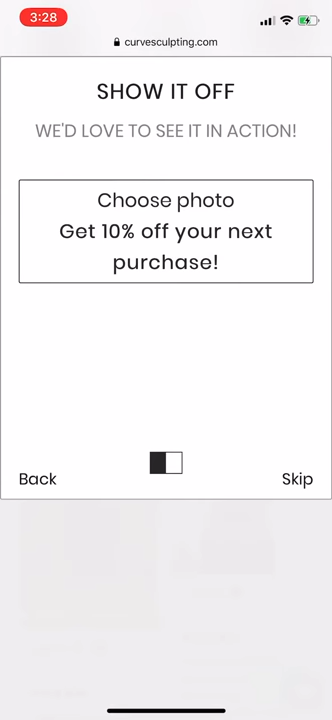 3:28
curvesculpting.com
SHOW IT OFF
WE'D LOVE TO SEE IT IN ACTION!
Choose photo
Get 10% off your next
purchase!
Back
Skip